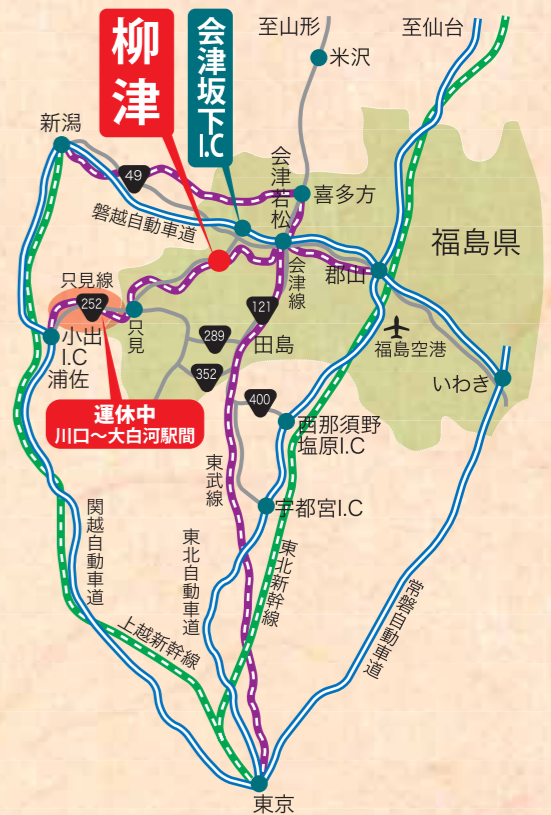 至山形
至仙台
柳津
会津坂下I.C
米沢
新潟
49
会津若松
喜多方
磐越自動車道
福島県
只見線
252
只見
会津線
郡山
121
289
田島
福島空港
小出
I.C
浦佐
352
400
いわき
運休中
川口～大白河駅間
西那須野
塩原I.C
東武線
宇都宮I.C
関越自動車道
東北自動車道
東北新幹線
常磐自動車道
上越新幹線
東京